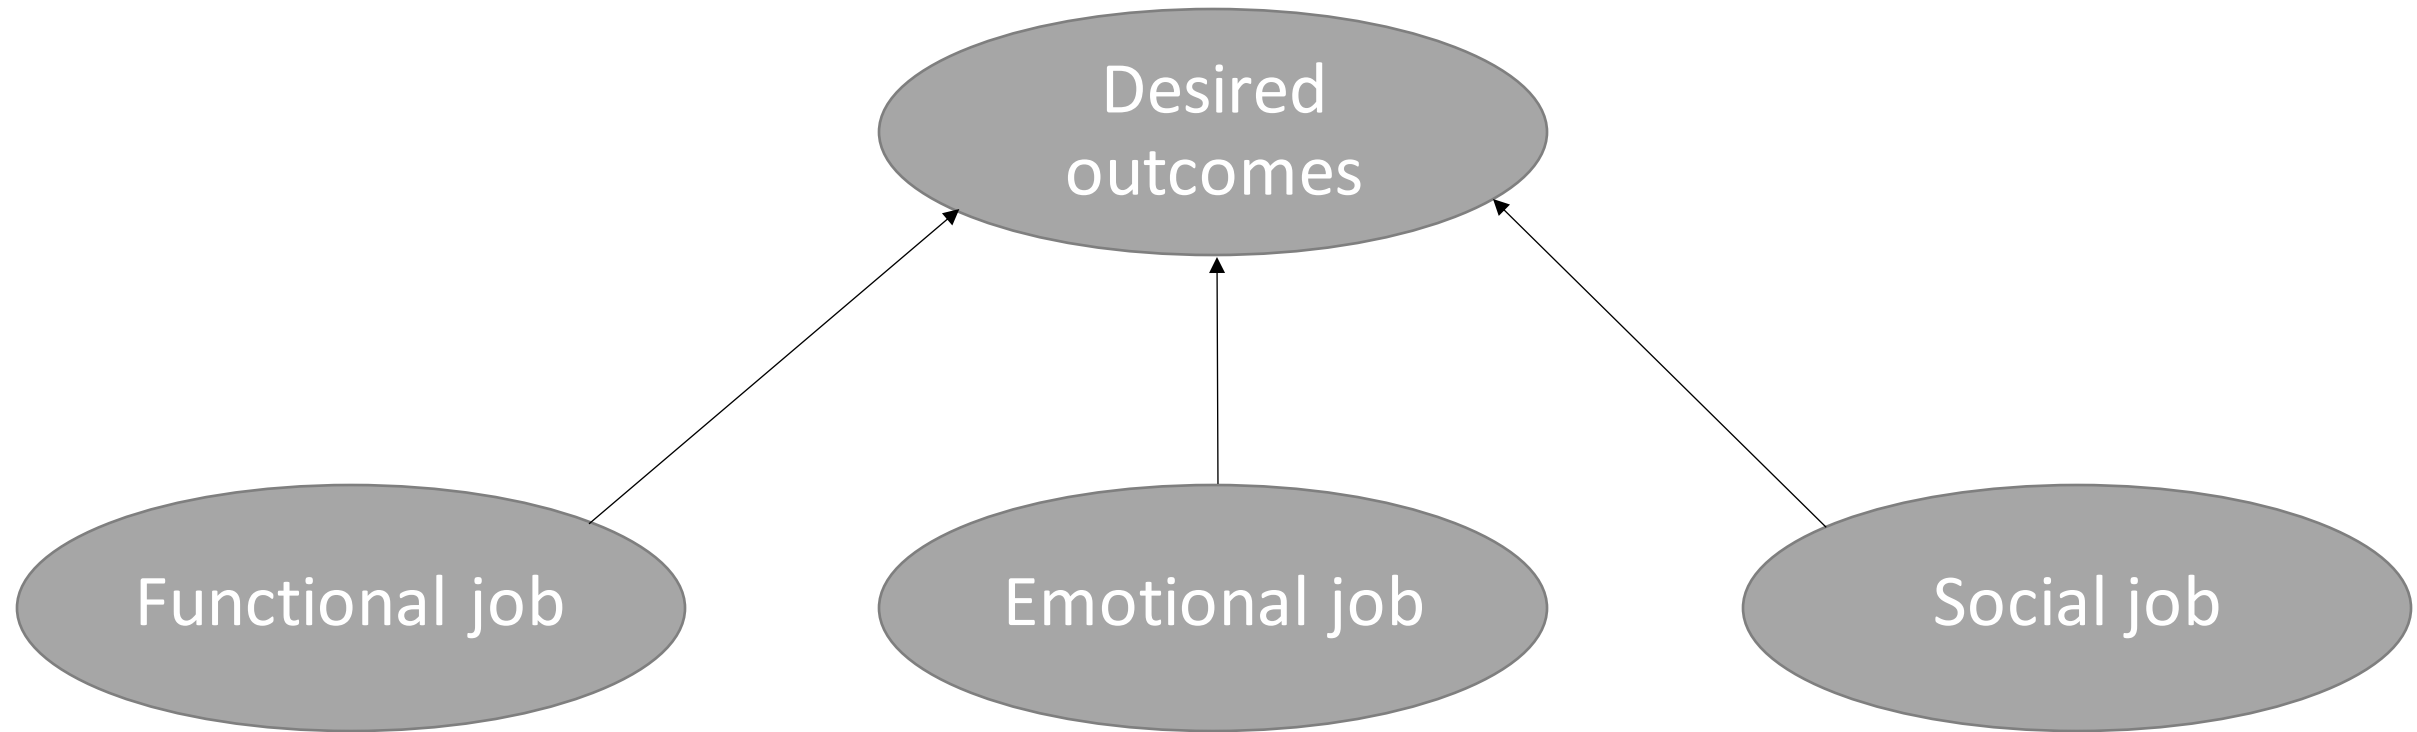 Desired
outcomes
Functional job
Emotional job
Social job